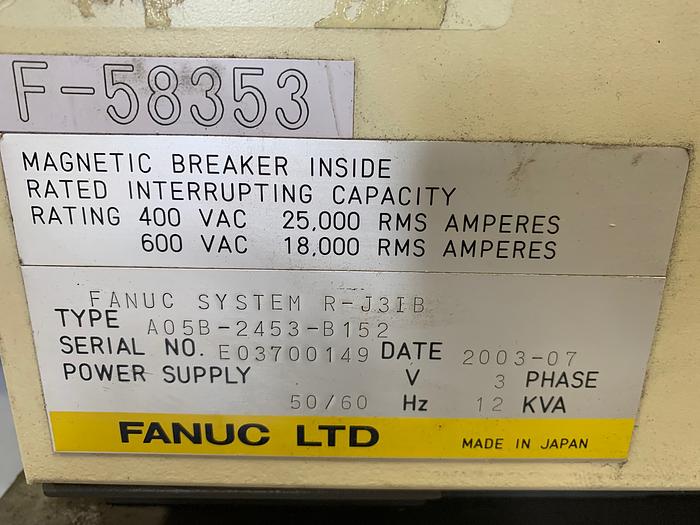 F-58353
MAGNETIC BREAKER INSIDE
RATED INTERRUPTING CAPACITY
RATING 400 VAC 25,000 RMS AMPERES
600 VAC 18,000 RMS AMPERES
FANUC SYSTEM R-J3IB
TYPE A05B-2453-B152
SERIAL NO. E03700149 DATE 2003-07
POWER SUPPLY V 3 PHASE
50/60 Hz 12 KVA
FANUC LTD MADE IN JAPAN